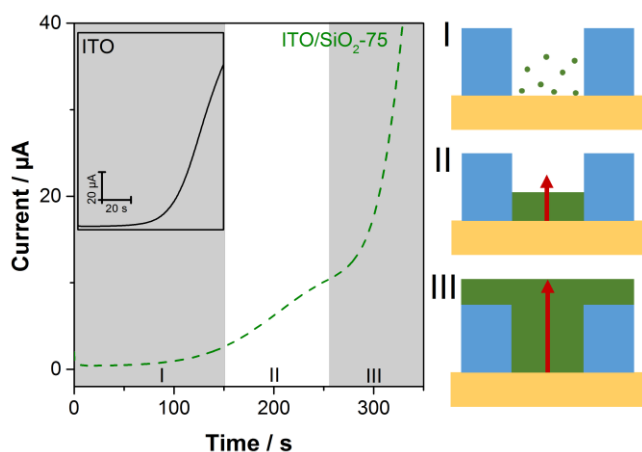 40
20
0
Current / µA
ITO
20 µA
20 s
ITO/SiO₂-75
I
II
III
0
100
200
300
Time / s
I
II
III